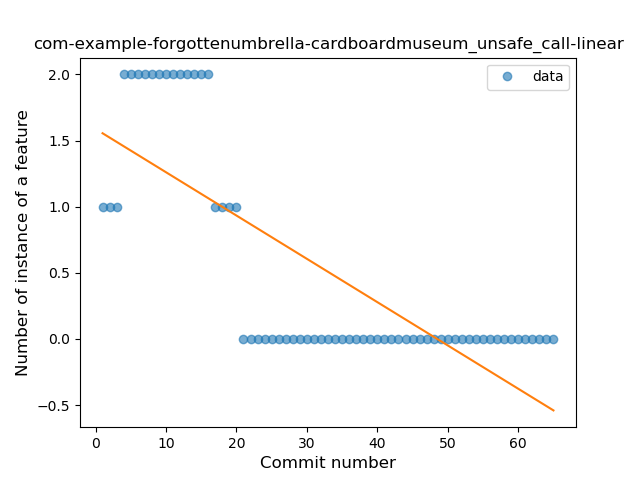 com-example-forgottenumbrella-cardboardmuseum_unsafe_call-linear
data
2.0
1.5
1.0
0.5
0.0
−0.5
Number of instance of a feature
0 10 20 30 40 50 60
Commit number